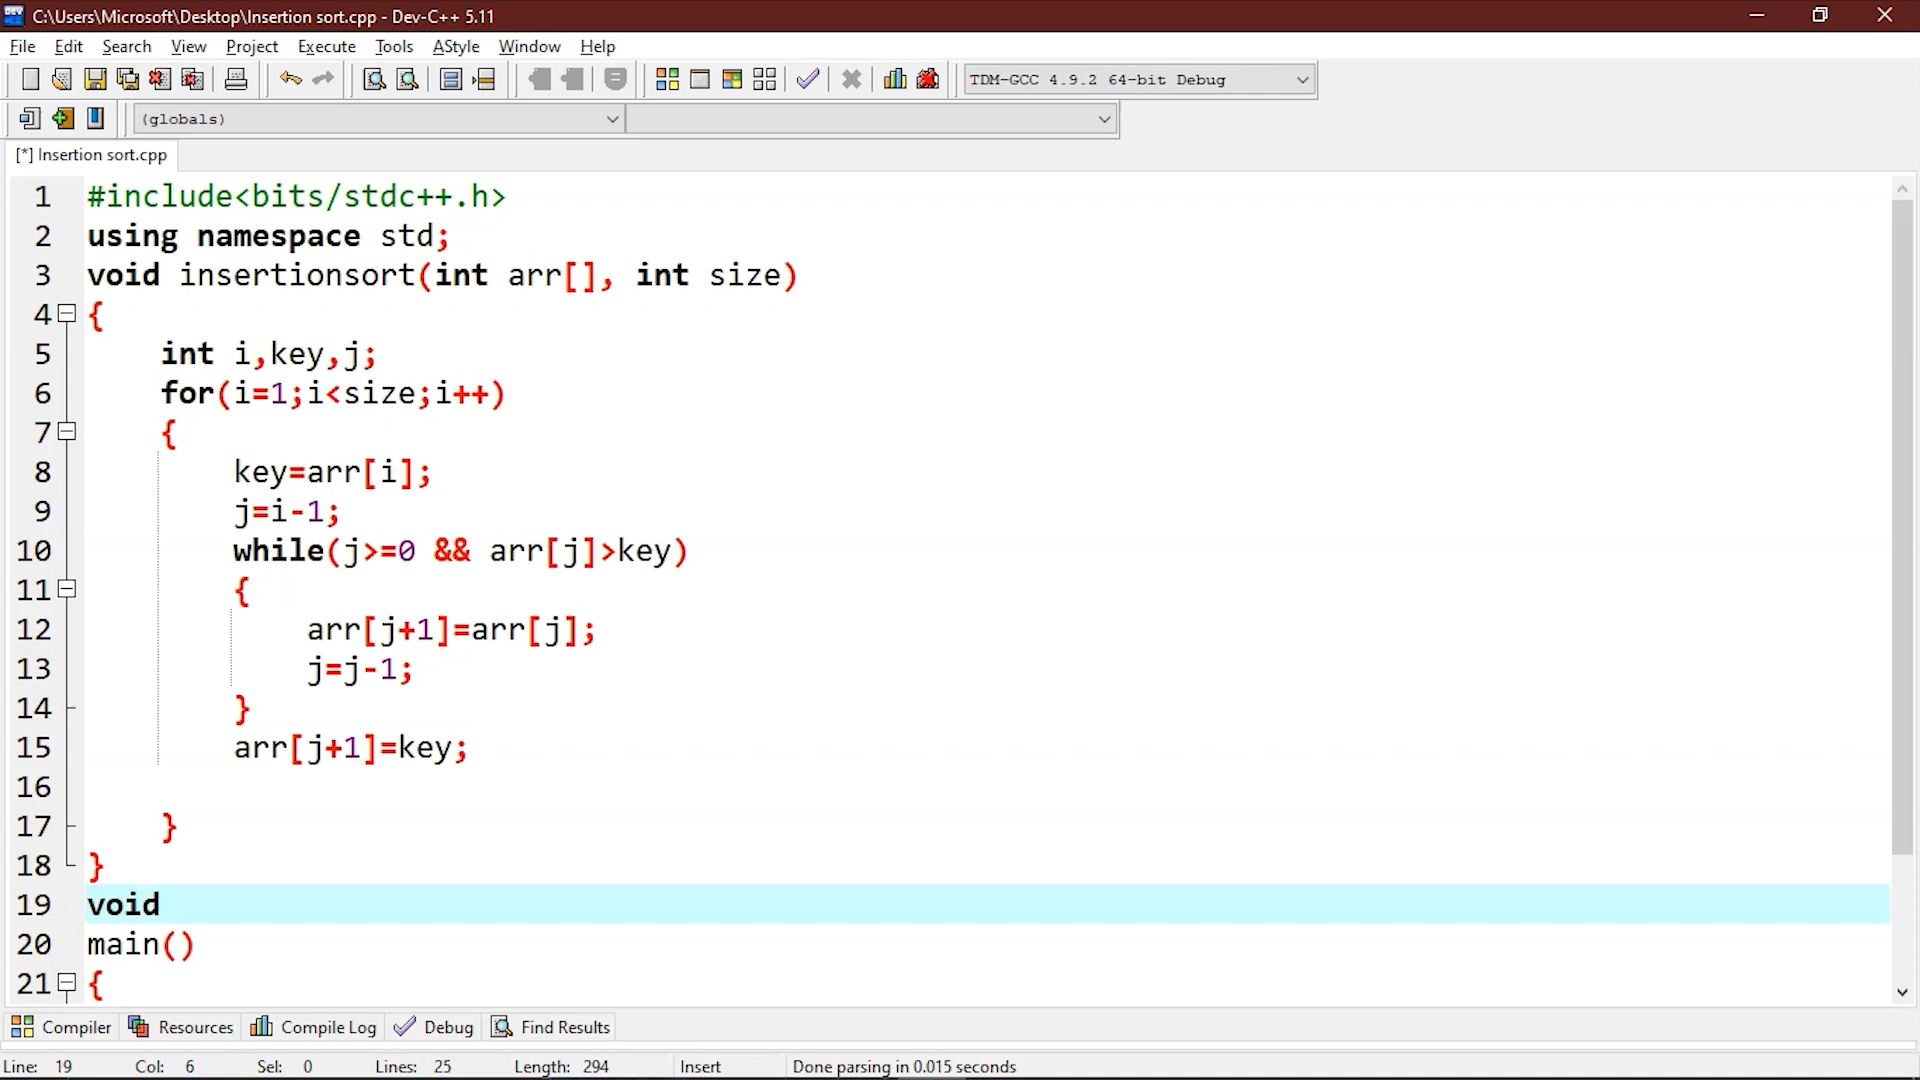 C:\Users\Microsoft\Desktop\Insertion sort.cpp - Dev-C++ 5.11
File Edit Search View Project Execute Tools AStyle Window Help
TDM-GCC 4.9.2 64-bit Debug
(globals)
[*] Insertion sort.cpp
1 #include<bits/stdc++.h>
2 using namespace std;
3 void insertionsort(int arr[], int size)
4 {
5 int i,key,j;
6 for(i=1;i<size;i++)
7 {
8 key=arr[i];
9 j=i-1;
10 while(j>=0 && arr[j]>key)
11 {
12 arr[j+1]=arr[j];
13 j=j-1;
14 }
15 arr[j+1]=key;
16
17 }
18 }
19 void
20 main()
21 {
Compiler Resources Compile Log Debug Find Results
Line: 19 Col: 6 Sel: 0 Lines: 25 Length: 294 Insert Done parsing in 0.015 seconds